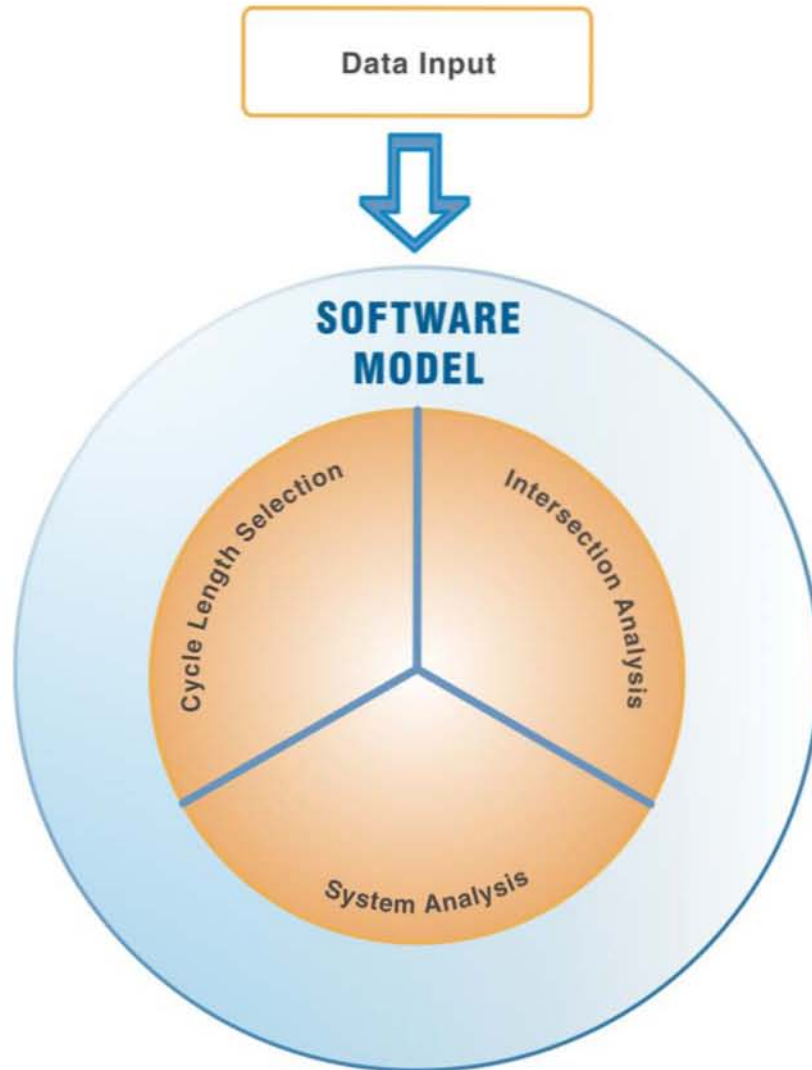 Data Input
SOFTWARE
MODEL
Cycle Length Selection
Intersection Analysis
System Analysis